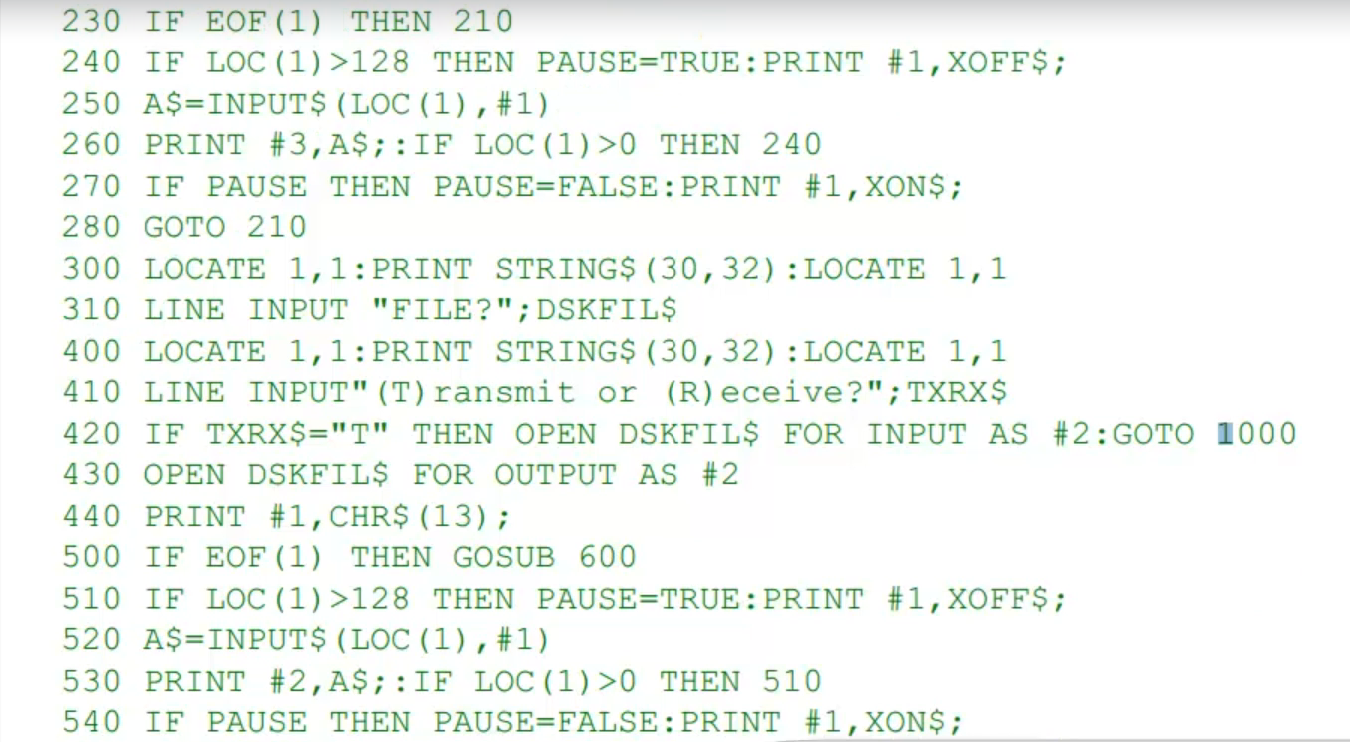 230 IF EOF(1) THEN 210
240 IF LOC(1)>128 THEN PAUSE=TRUE:PRINT #1,XOFF$;
250 A$=INPUT$(LOC(1),#1)
260 PRINT #3,A$;:IF LOC(1)>0 THEN 240
270 IF PAUSE THEN PAUSE=FALSE:PRINT #1,XON$;
280 GOTO 210
300 LOCATE 1,1:PRINT STRING$(30,32):LOCATE 1,1
310 LINE INPUT "FILE?";DSKFIL$
400 LOCATE 1,1:PRINT STRING$(30,32):LOCATE 1,1
410 LINE INPUT"(T)ransmit or (R)eceive?";TXRX$
420 IF TXRX$="T" THEN OPEN DSKFIL$ FOR INPUT AS #2:GOTO 1000
430 OPEN DSKFIL$ FOR OUTPUT AS #2
440 PRINT #1,CHR$(13);
500 IF EOF(1) THEN GOSUB 600
510 IF LOC(1)>128 THEN PAUSE=TRUE:PRINT #1,XOFF$;
520 A$=INPUT$(LOC(1),#1)
530 PRINT #2,A$;:IF LOC(1)>0 THEN 510
540 IF PAUSE THEN PAUSE=FALSE:PRINT #1,XON$;